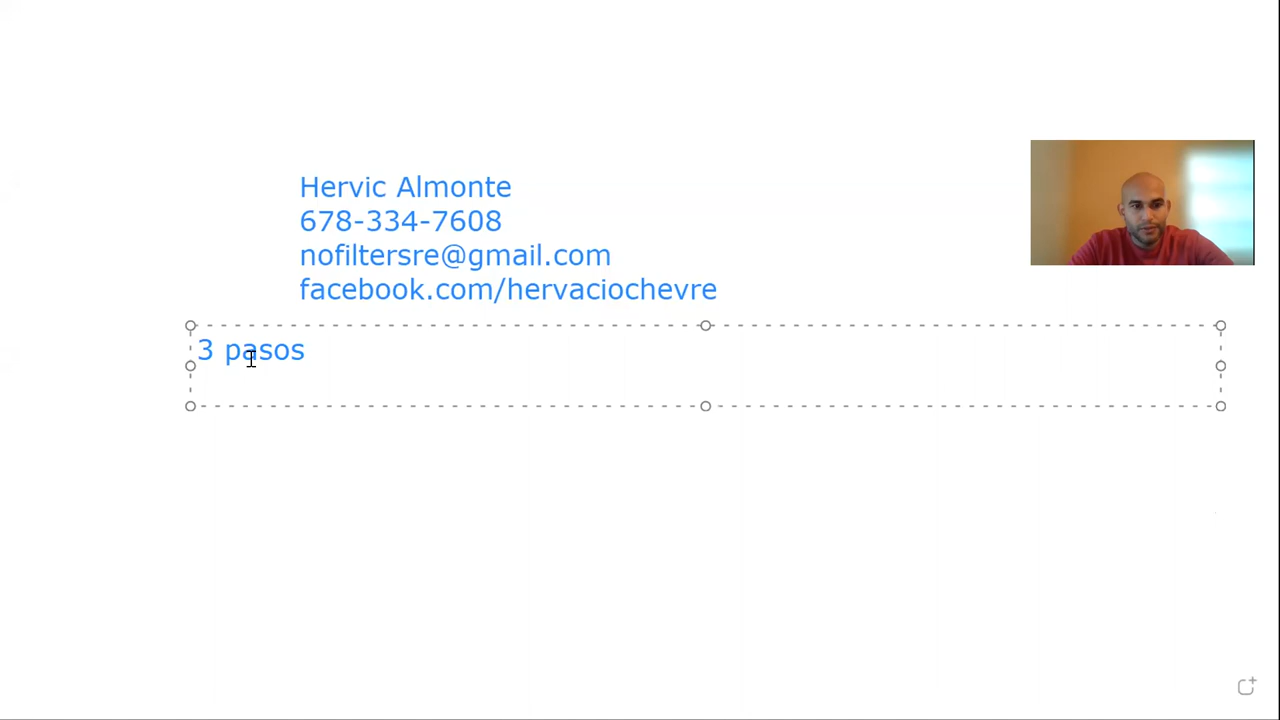 Hervic Almonte
678-334-7608
nofiltersre@gmail.com
facebook.com/hervaciochevre
3 pasos